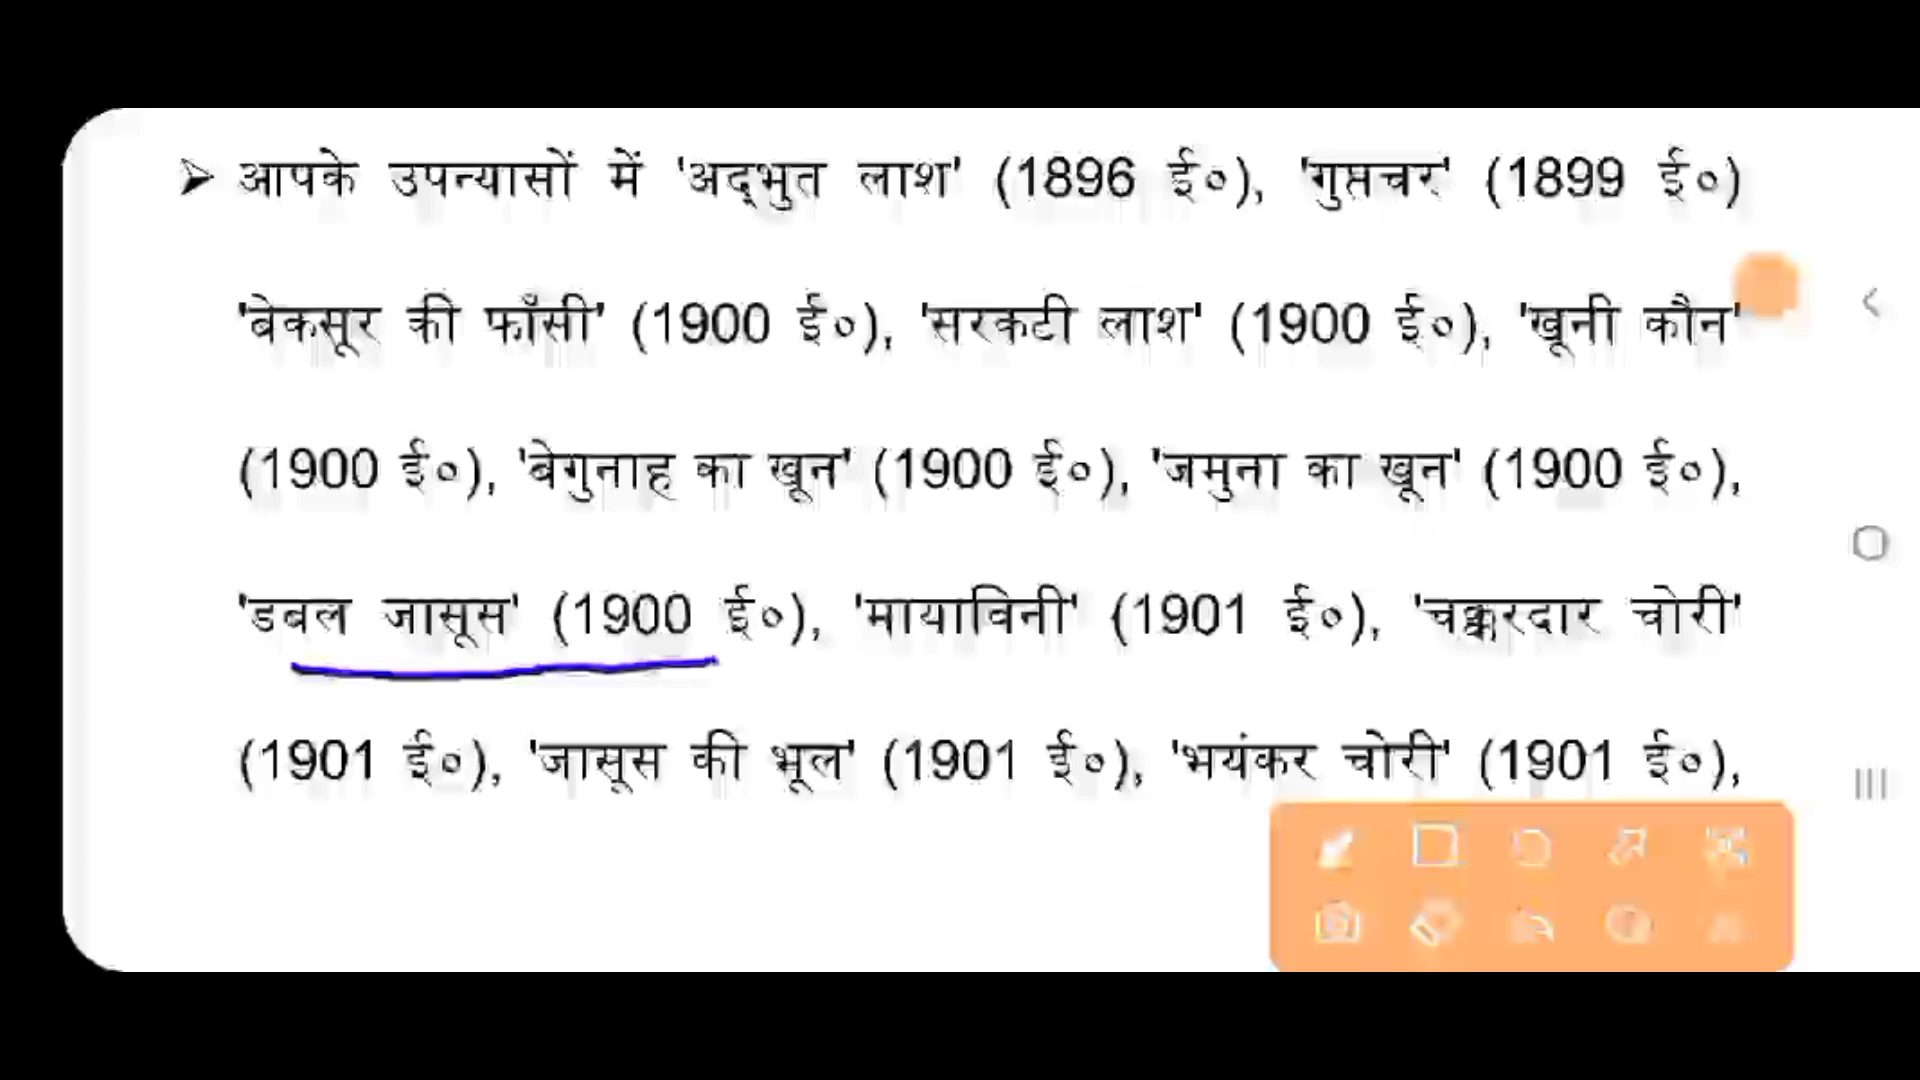 ➢ आपके उपन्यासों में 'अद्भुत लाश' (1896 ई०), 'गुप्तचर' (1899 ई०)
'बेकसूर की फाँसी' (1900 ई०), 'सरकटी लाश' (1900 ई०), 'खूनी कौन'
(1900 ई०), 'बेगुनाह का खून' (1900 ई०), 'जमुना का खून' (1900 ई०),
'डबल जासूस' (1900 ई०), 'मायाविनी' (1901 ई०), 'चक्करदार चोरी'
(1901 ई०), 'जासूस की भूल' (1901 ई०), 'भयंकर चोरी' (1901 ई०),